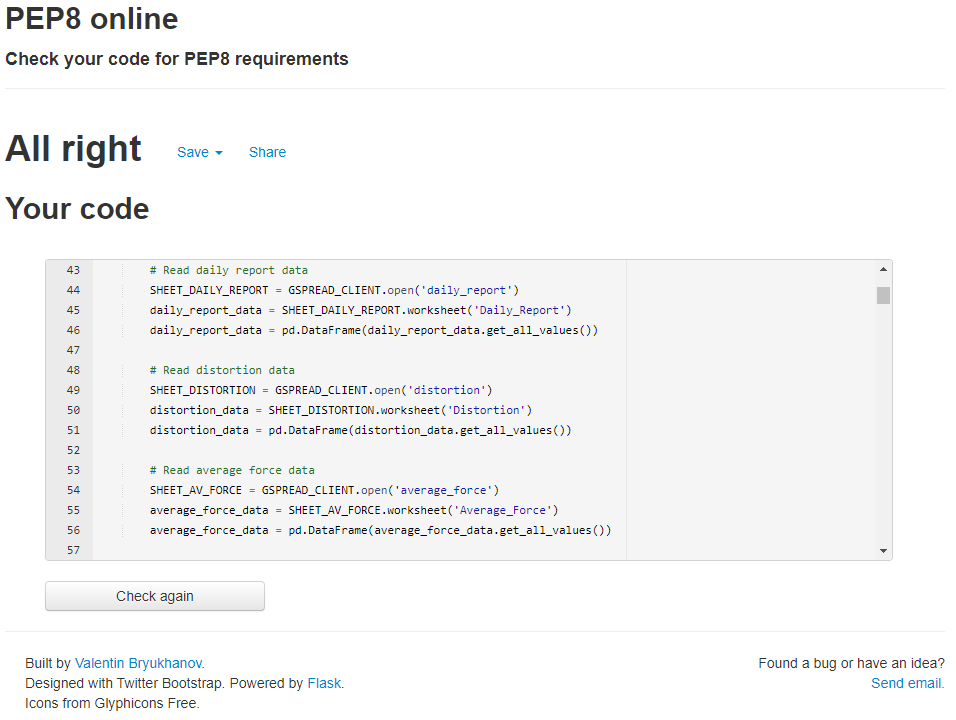 PEP8 online
Check your code for PEP8 requirements
All right Save Share
Your code
43 # Read daily report data
44 SHEET_DAILY_REPORT = GSPREAD_CLIENT.open('daily_report')
45 daily_report_data = SHEET_DAILY_REPORT.worksheet('Daily_Report')
46 daily_report_data = pd.DataFrame(daily_report_data.get_all_values())
47
48 # Read distortion data
49 SHEET_DISTORTION = GSPREAD_CLIENT.open('distortion')
50 distortion_data = SHEET_DISTORTION.worksheet('Distortion')
51 distortion_data = pd.DataFrame(distortion_data.get_all_values())
52
53 # Read average force data
54 SHEET_AV_FORCE = GSPREAD_CLIENT.open('average_force')
55 average_force_data = SHEET_AV_FORCE.worksheet('Average_Force')
56 average_force_data = pd.DataFrame(average_force_data.get_all_values())
57
Check again
Built by Valentin Bryukhanov.
Designed with Twitter Bootstrap. Powered by Flask.
Icons from Glyphicons Free.
Found a bug or have an idea?
Send email.